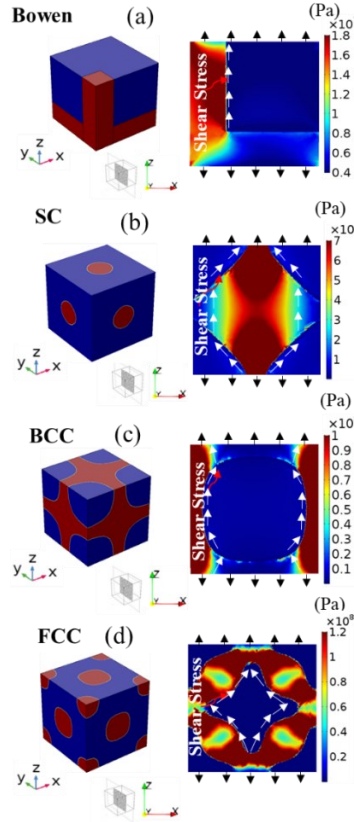 Bowen (a) (Pa)
Shear Stress
1.8
1.6
1.4
1.2
1
0.8
0.6
0.4
z
y x
z
Y x
SC (b) (Pa)
×10
Shear Stress
7
6
5
4
3
2
1
z
y x
z
Y x
BCC (c) (Pa)
×10
Shear Stress
1
0.9
0.8
0.7
0.6
0.5
0.4
0.3
0.2
0.1
z
y x
Z
Y X
FCC (d) (Pa)
×10⁸
Shear Stress
1.2
1
0.8
0.6
0.4
0.2
z
y x
Z
Y X